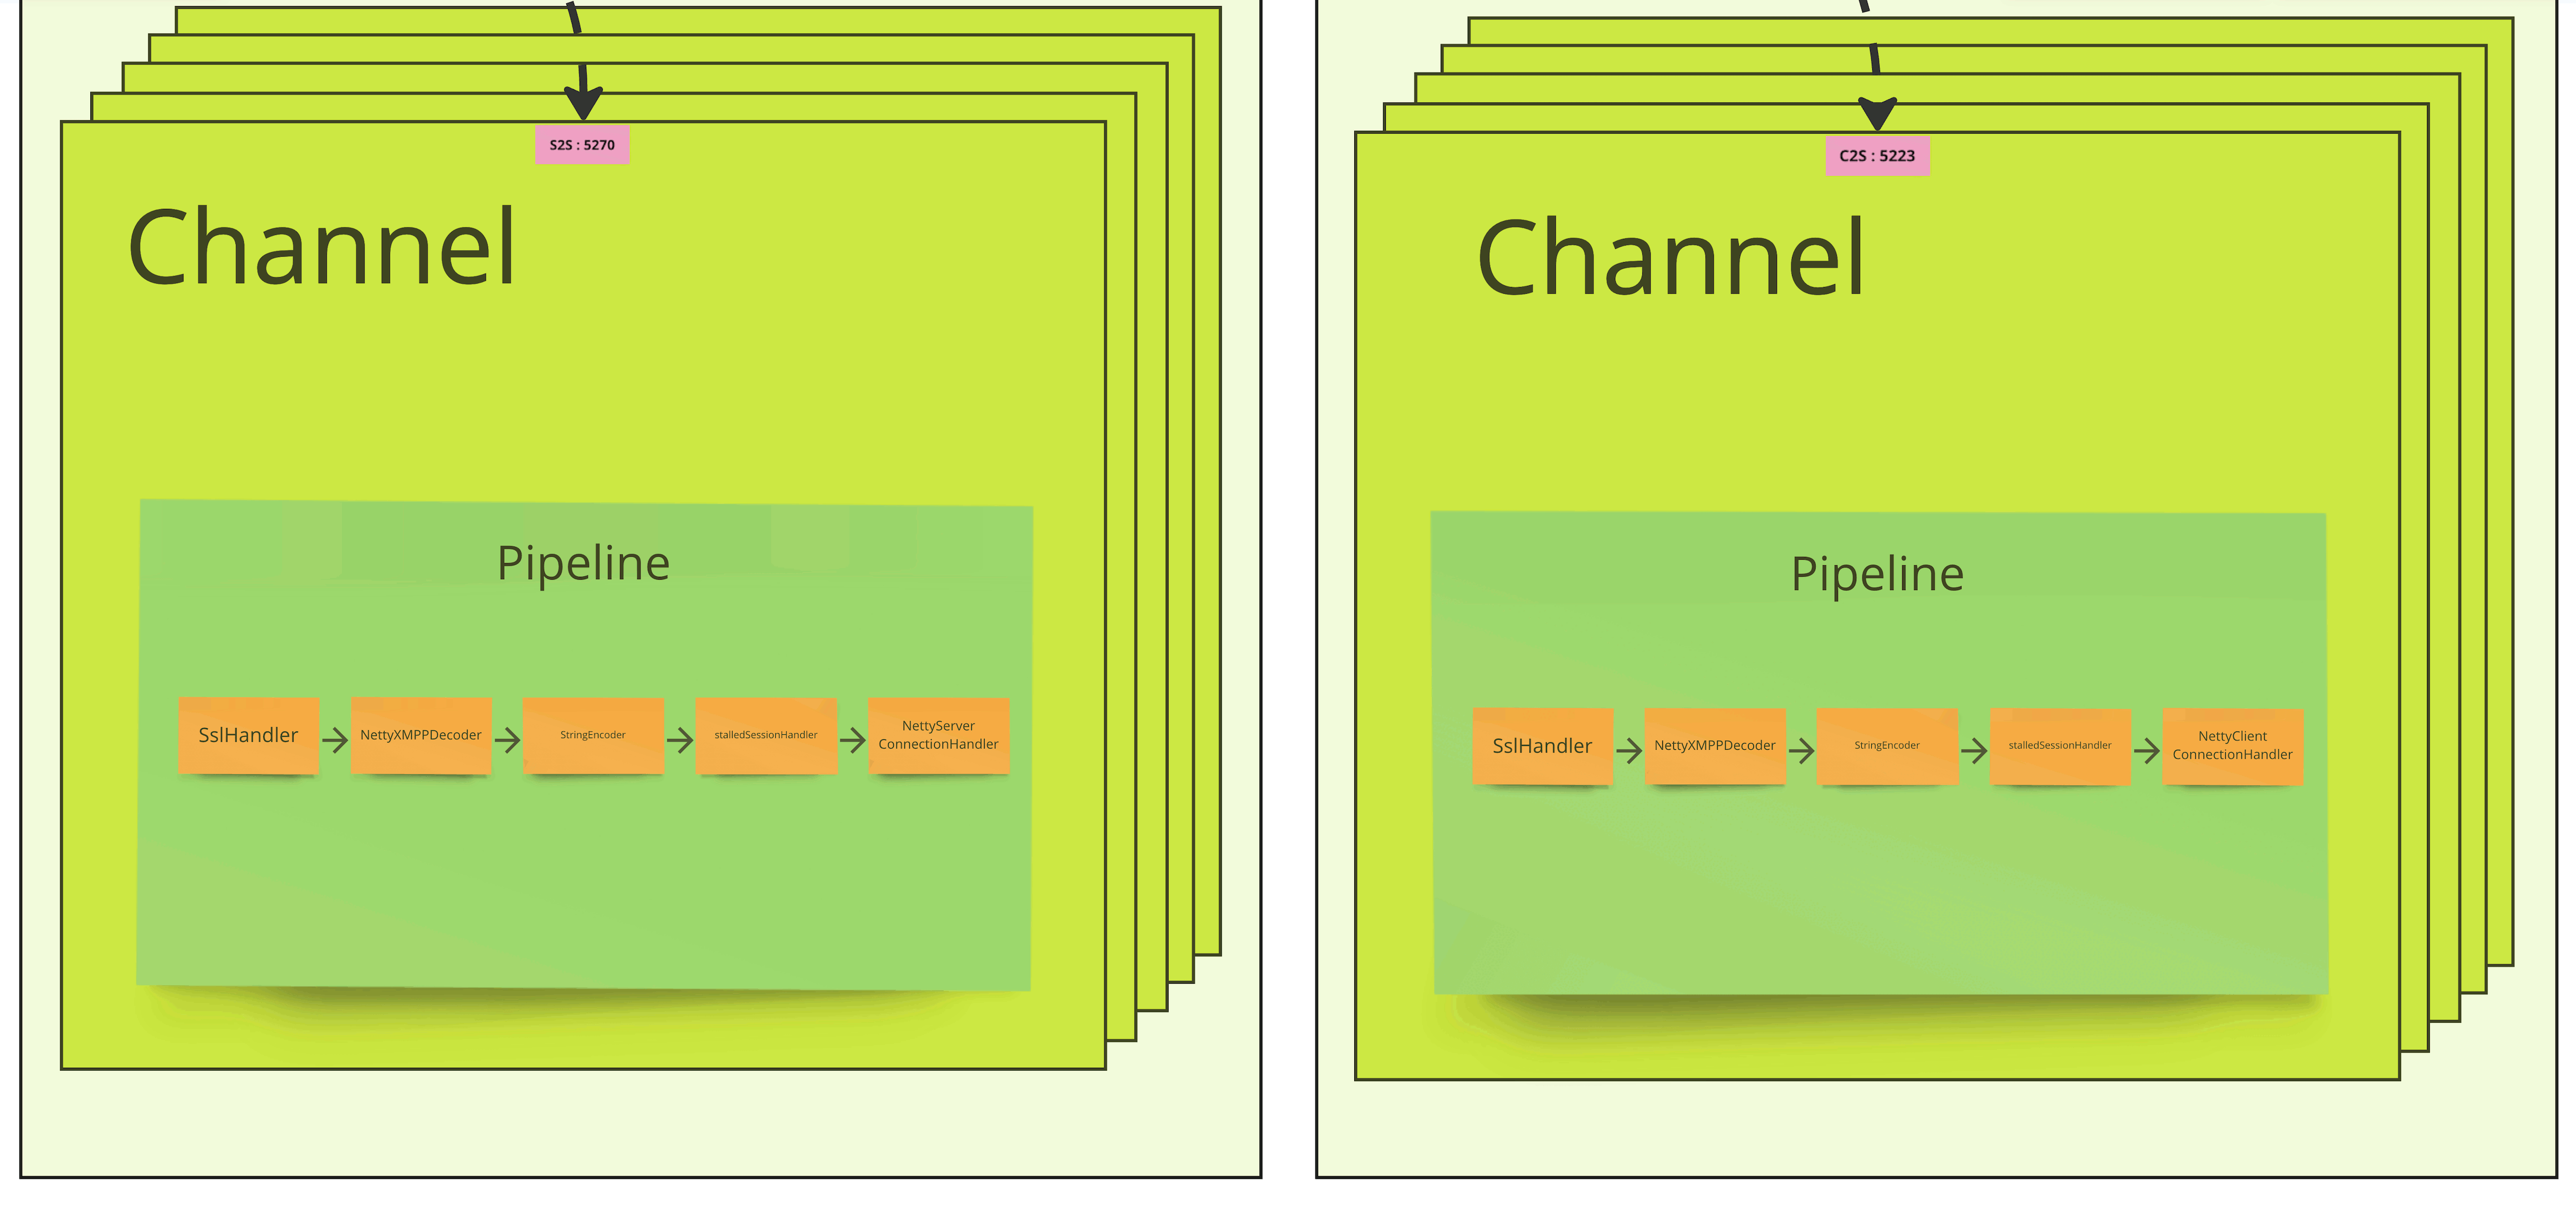 S2S : 5270
Channel
Pipeline
SslHandler
NettyXMPPDecoder
StringEncoder
stalledSessionHandler
NettyServer
ConnectionHandler
C2S : 5223
Channel
Pipeline
SslHandler
NettyXMPPDecoder
StringEncoder
stalledSessionHandler
NettyClient
ConnectionHandler